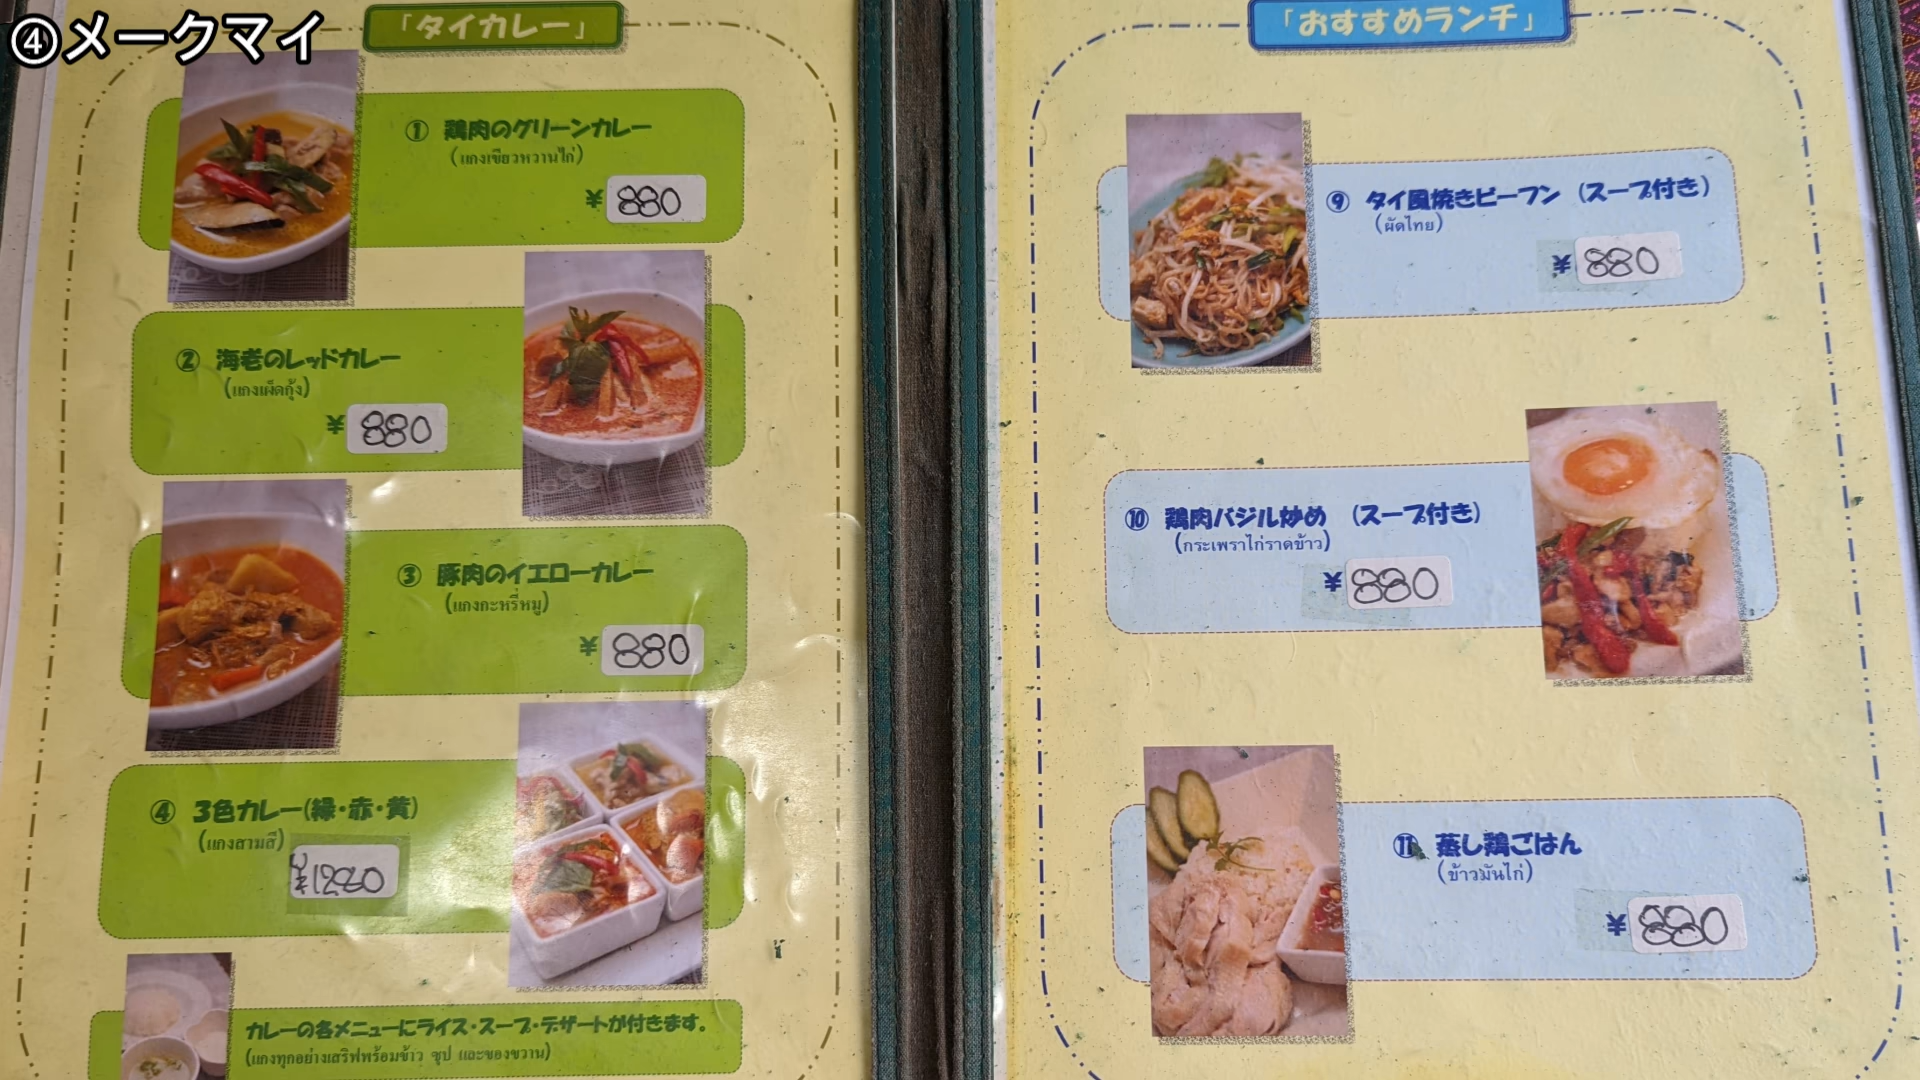 ④メークマイ
「タイカレー」
① 鶏肉のグリーンカレー
(แกงเขียวหวานไก่)
¥ 880
② 海老のレッドカレー
(แกงเผ็ดกุ้ง)
¥ 880
③ 豚肉のイエローカレー
(แกงกะหรี่หมู)
¥ 880
④ 3色カレー(緑・赤・黄)
(แกงสามสี)
¥1280
カレーの各メニューにライス・スープ・デザートが付きます。
(แกงทุกอย่างเสริฟพร้อมข้าว ซุป และของหวาน)
「おすすめランチ」
⑨ タイ風焼きビーフン (スープ付き)
(ผัดไทย)
¥ 880
⑩ 鶏肉バジル炒め (スープ付き)
(กระเพราไก่ราดข้าว)
¥ 880
⑪ 蒸し鶏ごはん
(ข้าวมันไก่)
¥ 880